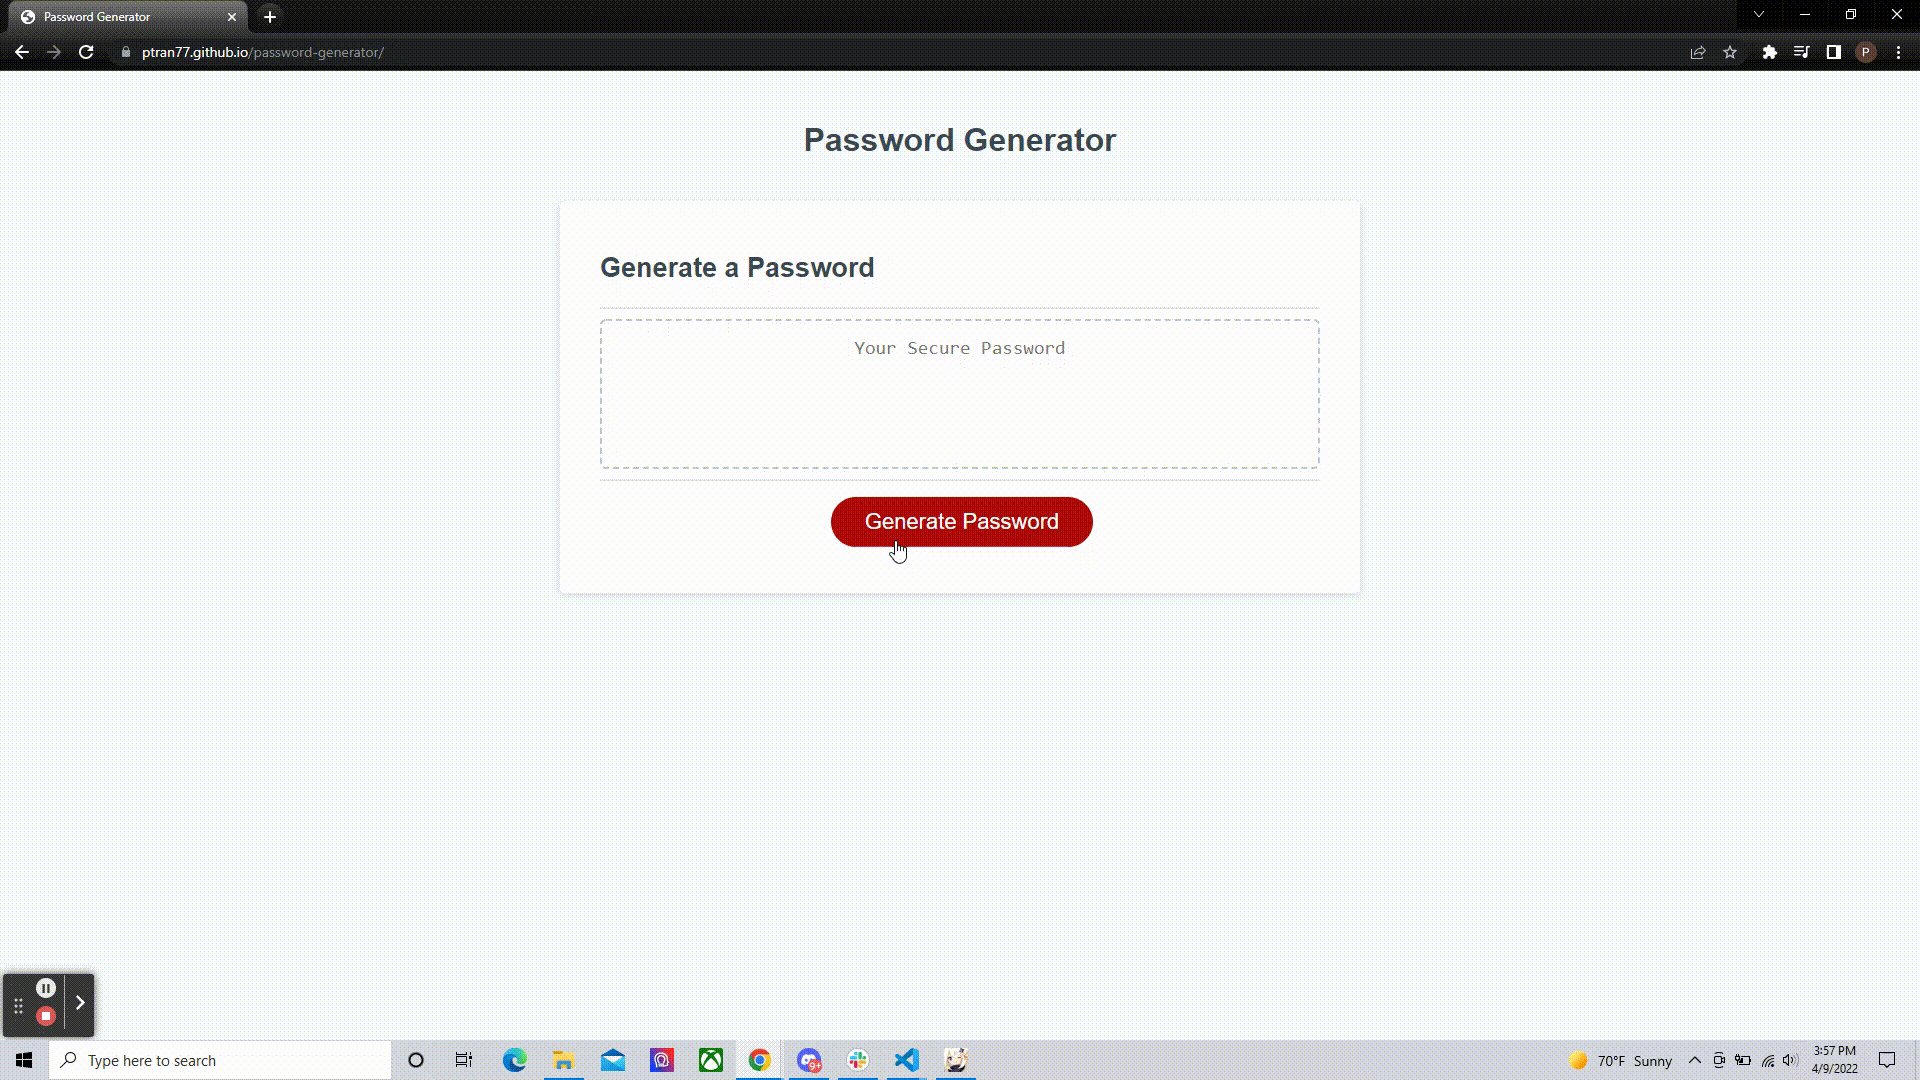 Password Generator
ptran77.github.io/password-generator/
P
Password Generator
Generate a Password
Your Secure Password
Generate Password
Type here to search
9+
70°F Sunny
3:57 PM
4/9/2022